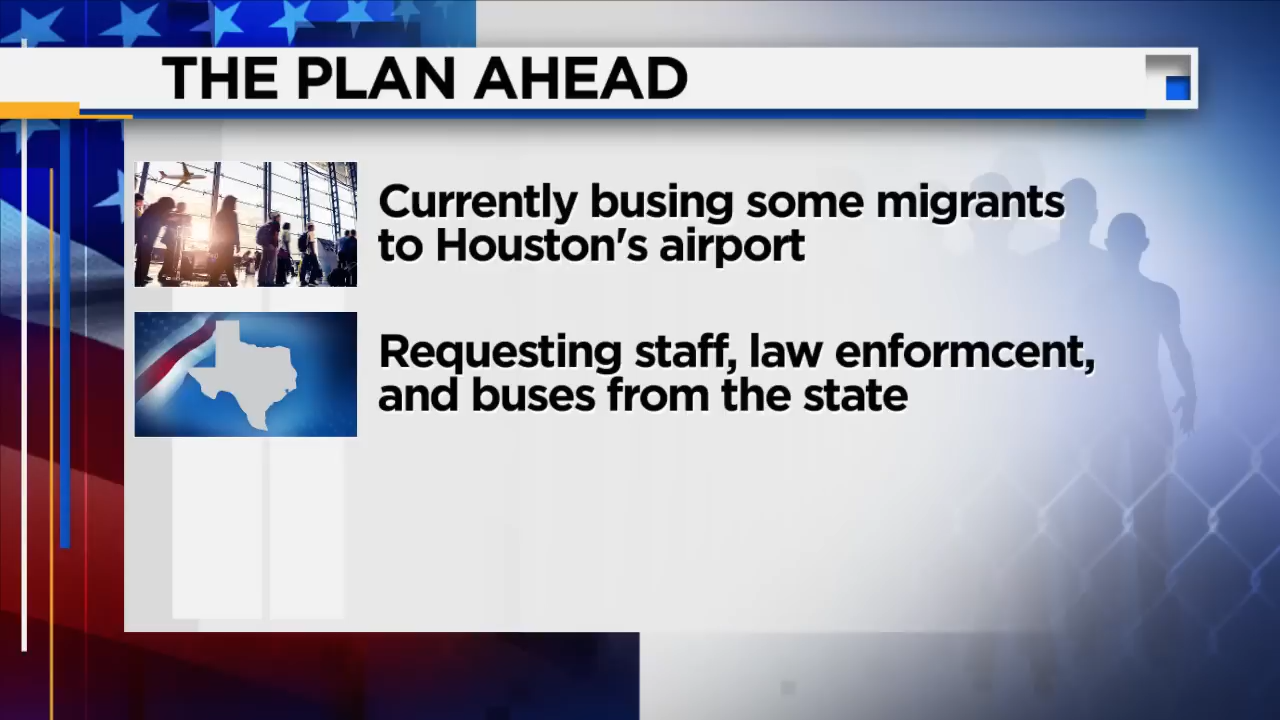 THE PLAN AHEAD
Currently busing some migrants
to Houston's airport
Requesting staff, law enformcent,
and buses from the state